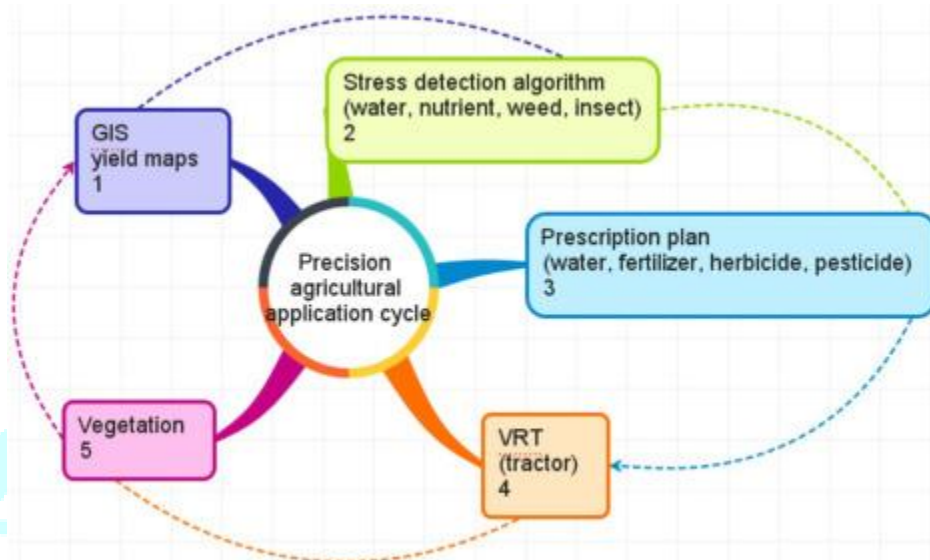 GIS
yield maps
1
Stress detection algorithm
(water, nutrient, weed, insect)
2
Prescription plan
(water, fertilizer, herbicide, pesticide)
3
Precision
agricultural
application cycle
VRT
(tractor)
4
Vegetation
5